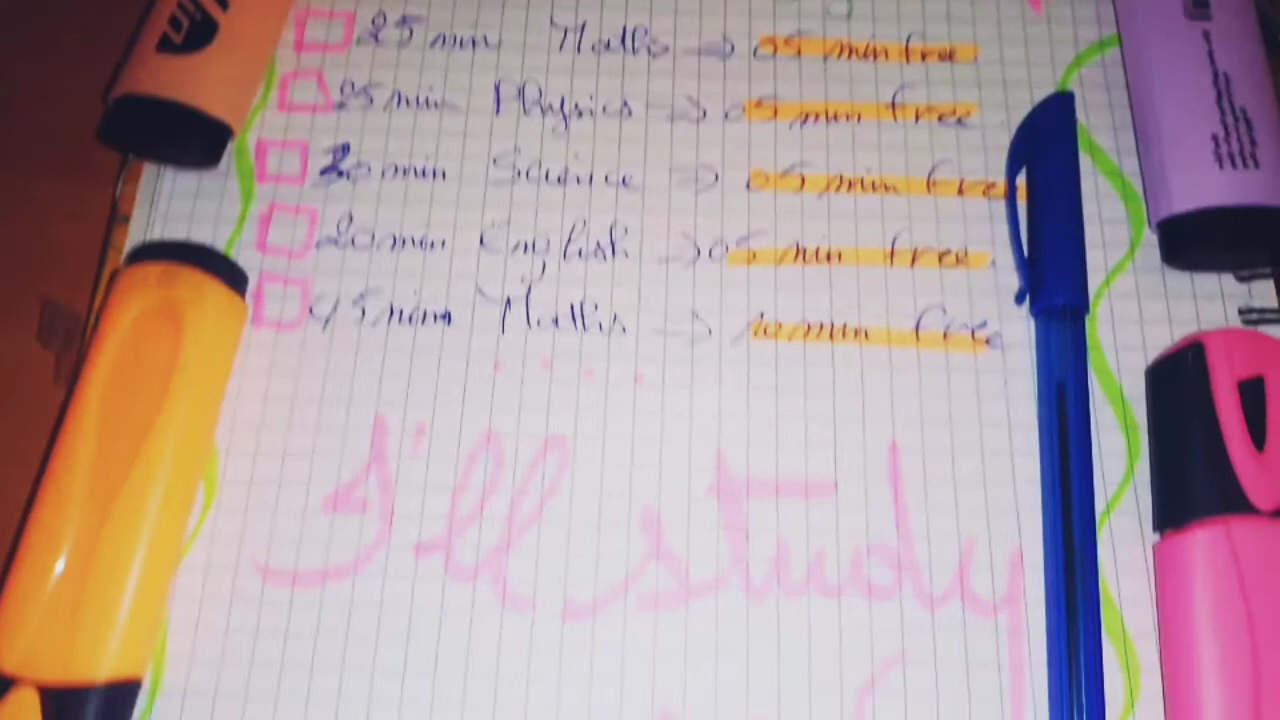 25 min Maths → 05 min free.
25 min Physics → 05 min free
20 min Science → 05 min free
20 min English → 05 min free.
45 min Maths → 10 min free
I'll study